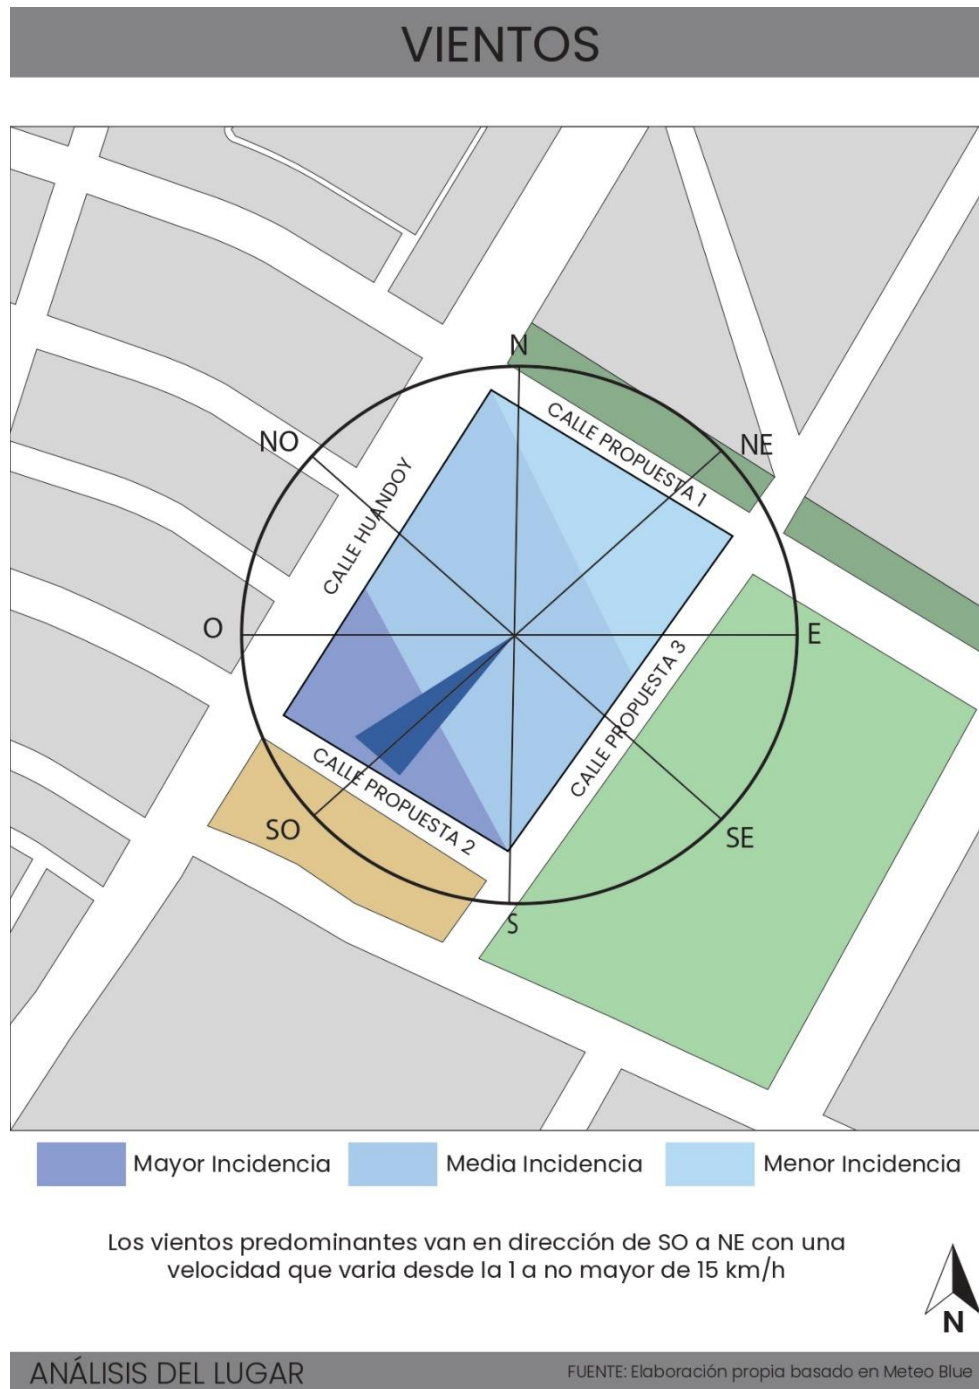 VIENTOS
N
NO
NE
CALLE PROPUESTA 1
CALLE HUANDOY
O
E
CALLE PROPUESTA 3
CALLE PROPUESTA 2
SO
SE
S
Mayor Incidencia
Media Incidencia
Menor Incidencia
Los vientos predominantes van en dirección de SO a NE con una
velocidad que varia desde la 1 a no mayor de 15 km/h
N
ANÁLISIS DEL LUGAR
FUENTE: Elaboración propia basado en Meteo Blue